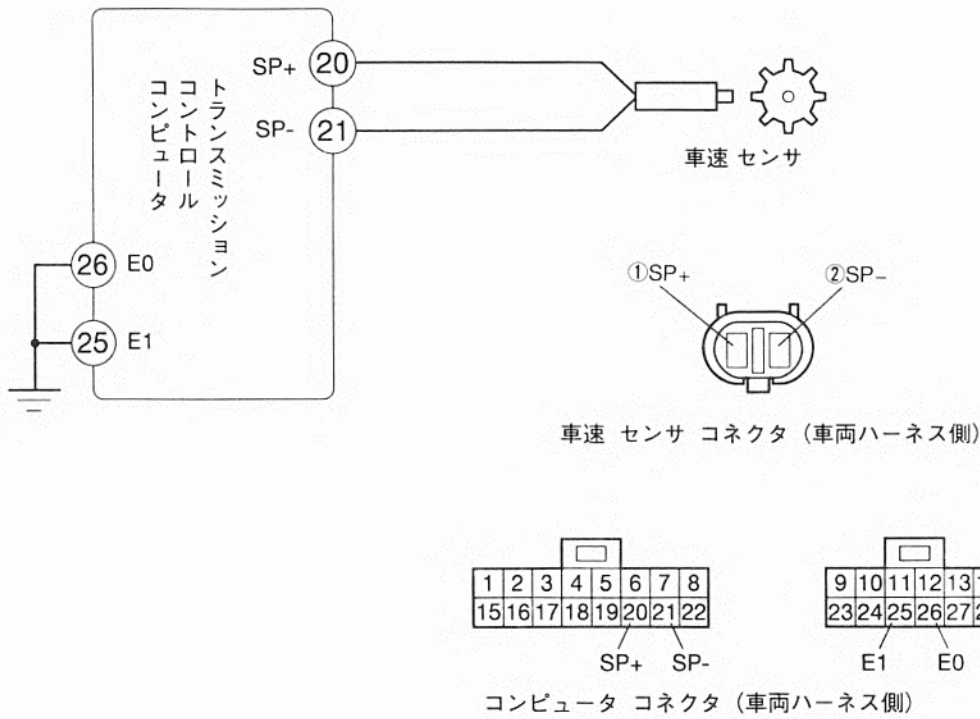 トランスミッション
コントロール
コンピュータ
SP+ 20
SP- 21
26 E0
25 E1
車速 センサ
①SP+ ②SP-
車速 センサ コネクタ (車両ハーネス側)
1 2 3 4 5 6 7 8
15 16 17 18 19 20 21 22
SP+ SP-
9 10 11 12 13
23 24 25 26 27
E1 E0
コンピュータ コネクタ (車両ハーネス側)